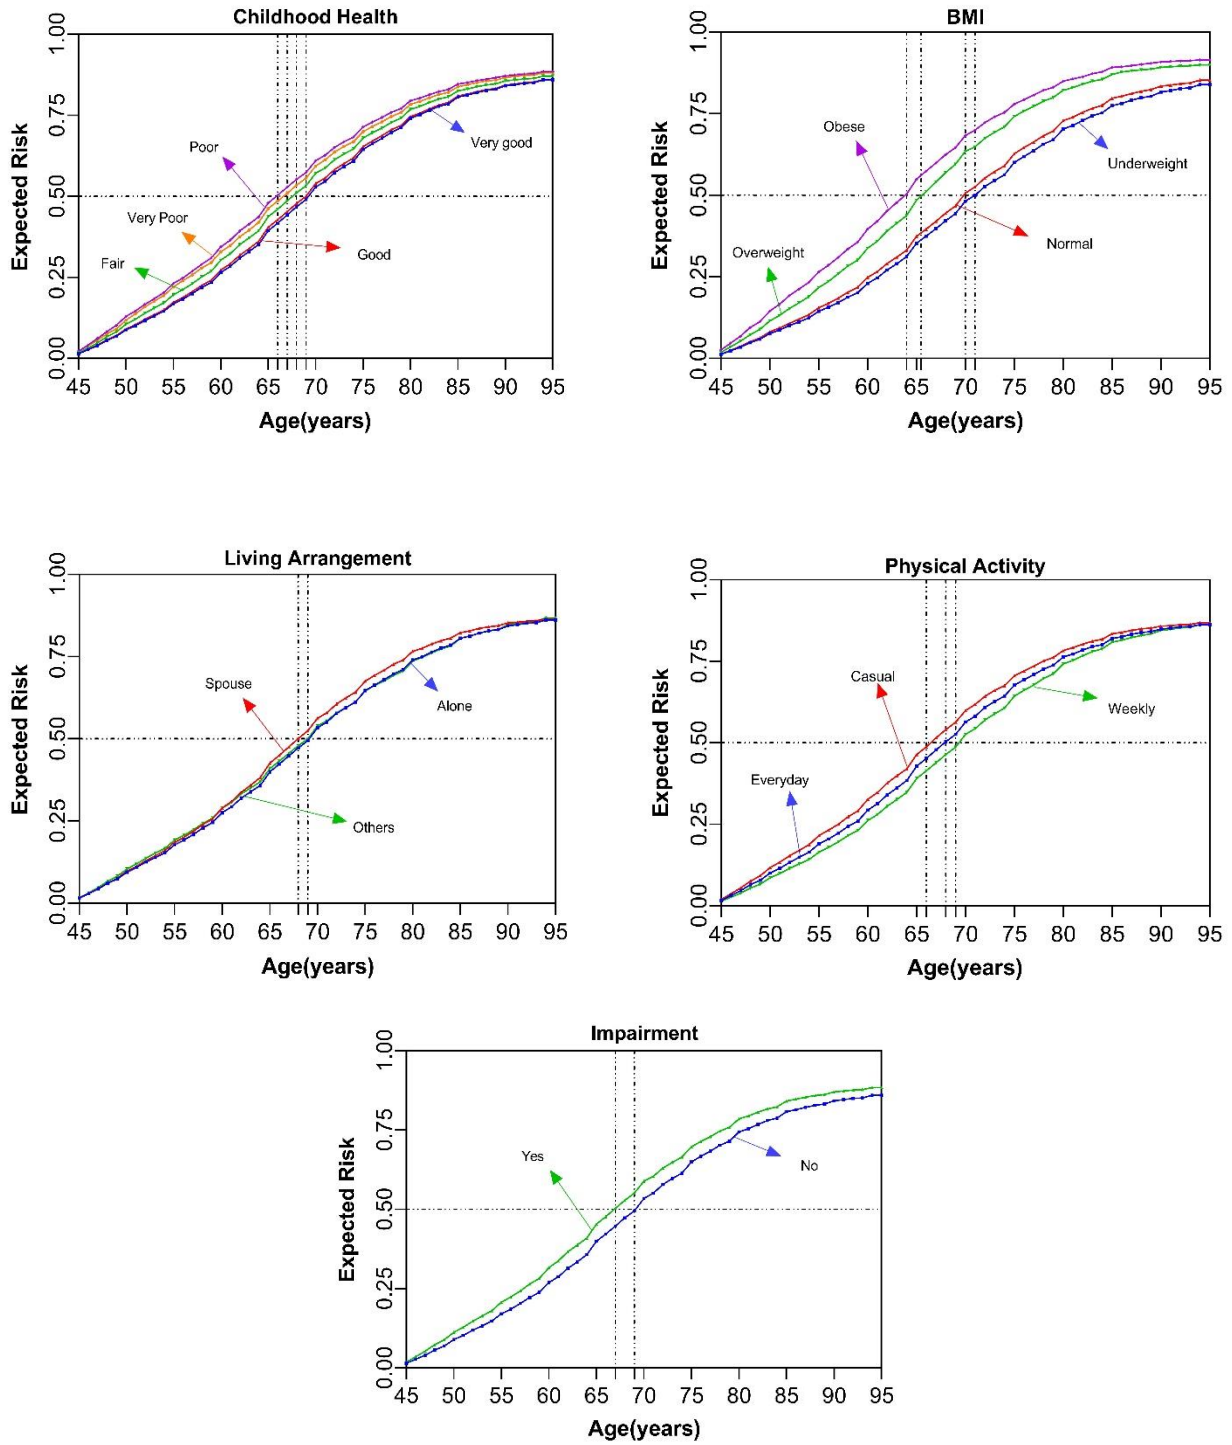 Childhood Health
Expected Risk
1.00
0.75
0.50
0.25
0.00
Poor
Very Poor
Fair
Very good
Good
45 50 55 60 65 70 75 80 85 90 95
Age(years)
BMI
Expected Risk
1.00
0.75
0.50
0.25
0.00
Obese
Underweight
Overweight
Normal
45 50 55 60 65 70 75 80 85 90 95
Age(years)
Living Arrangement
Expected Risk
1.00
0.75
0.50
0.25
0.00
Spouse
Alone
Others
45 50 55 60 65 70 75 80 85 90 95
Age(years)
Physical Activity
Expected Risk
1.00
0.75
0.50
0.25
0.00
Casual
Weekly
Everyday
45 50 55 60 65 70 75 80 85 90 95
Age(years)
Impairment
Expected Risk
1.00
0.75
0.50
0.25
0.00
Yes
No
45 50 55 60 65 70 75 80 85 90 95
Age(years)